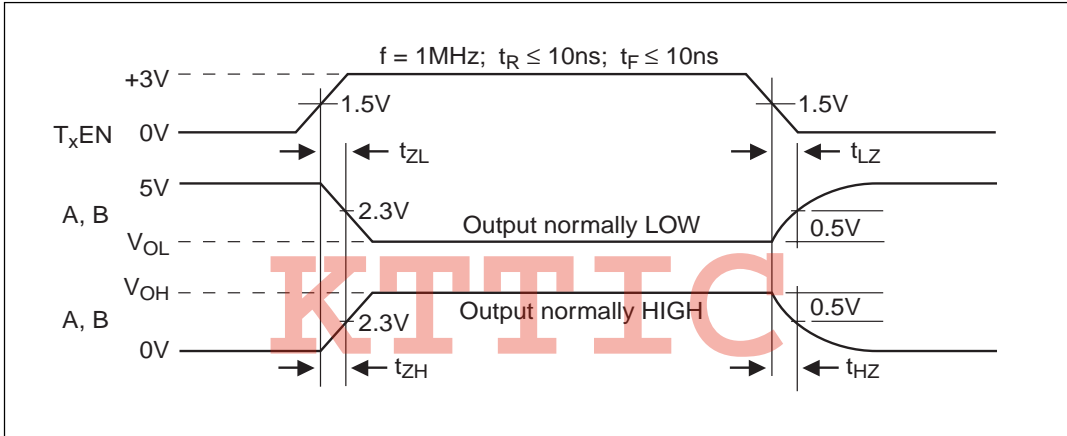 f = 1MHz; tR ≤ 10ns; tF ≤ 10ns
+3V
1.5V
1.5V
TxEN
0V
tZL
tLZ
5V
A, B
2.3V
Output normally LOW
0.5V
VOL
VOH
A, B
2.3V
Output normally HIGH
0.5V
0V
tZH
tHZ
KTTIC